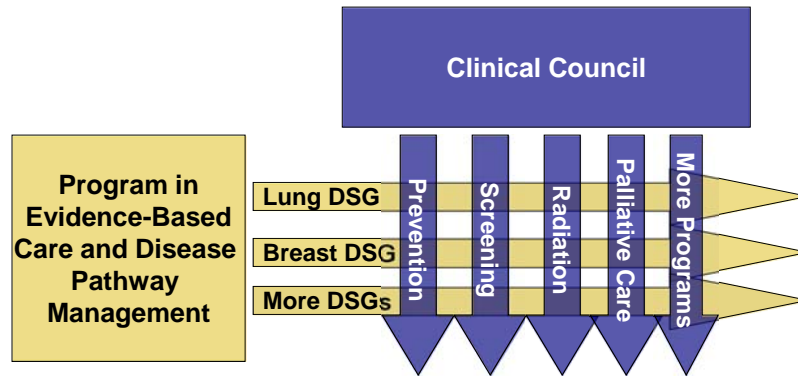 Clinical Council
Program in
Evidence-Based
Care and Disease
Pathway
Management
Lung DSG
Breast DSG
More DSGs
Prevention
Screening
Radiation
Palliative Care
More Programs